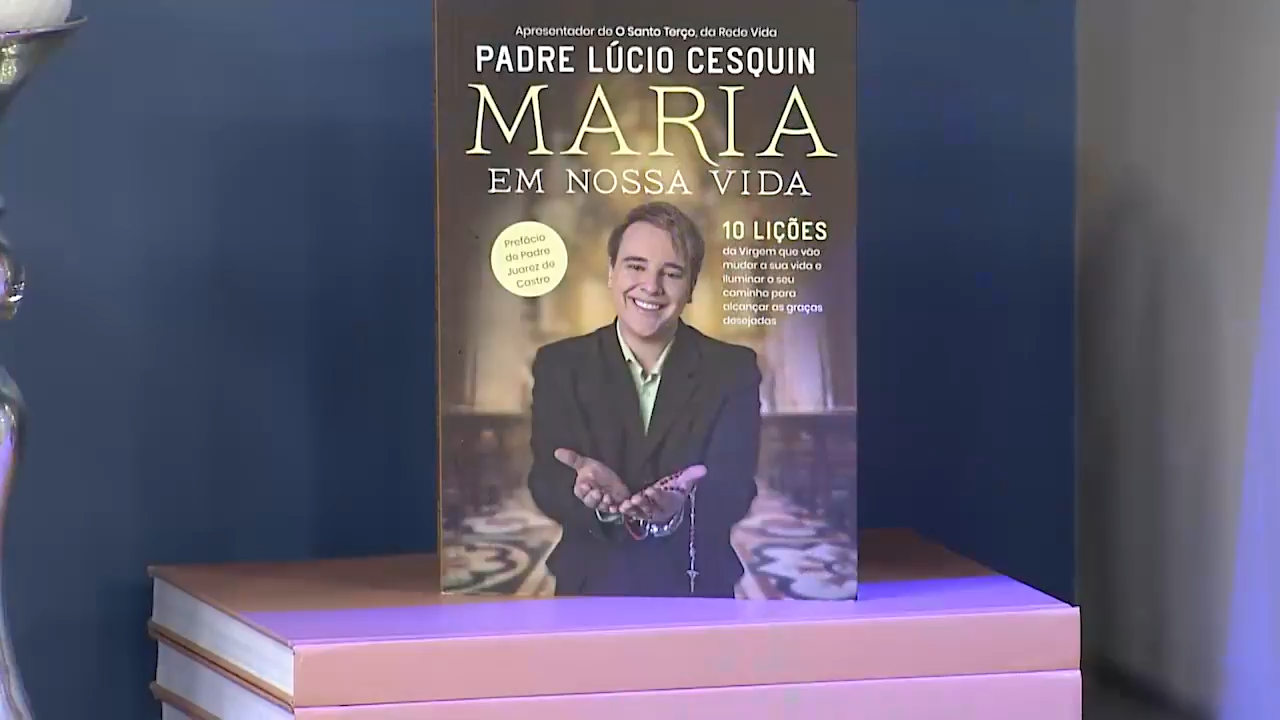 Apresentador de O Santo Terço, da Rede Vida
PADRE LÚCIO CESQUIN
MARIA
EM NOSSA VIDA
Prefácio
de Padre
Juarez de
Castro
10 LIÇÕES
da Virgem que vão
mudar a sua vida e
iluminar o seu
caminho para
alcançar as graças
desejadas